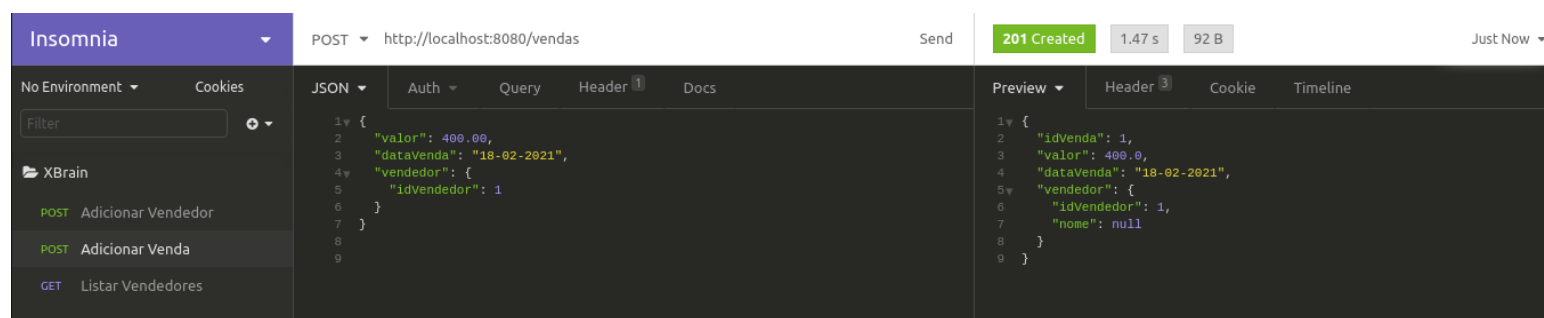 Insomnia
POST http://localhost:8080/vendas Send
201 Created 1.47 s 92 B Just Now
No Environment Cookies
JSON Auth Query Header 1 Docs
Preview Header 3 Cookie Timeline
Filter
XBrain
POST Adicionar Vendedor
POST Adicionar Venda
GET Listar Vendedores
1 {
2 "valor": 400.00,
3 "dataVenda": "18-02-2021",
4 "vendedor": {
5 "idVendedor": 1
6 }
7 }
8
9
1 {
2 "idVenda": 1,
3 "valor": 400.0,
4 "dataVenda": "18-02-2021",
5 "vendedor": {
6 "idVendedor": 1,
7 "nome": null
8 }
9 }